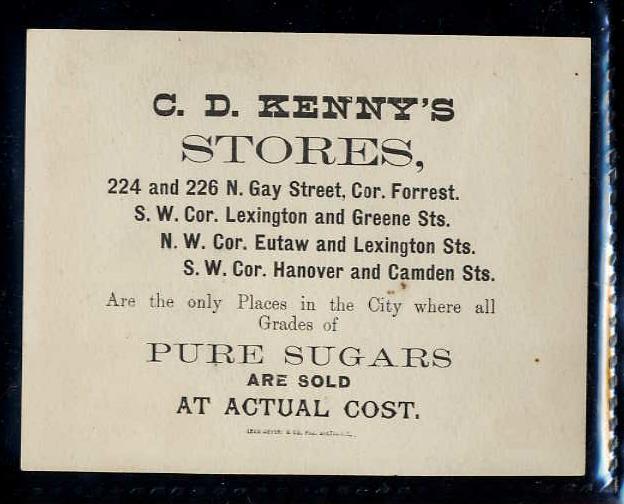 C. D. KENNY'S
STORES,
224 and 226 N. Gay Street, Cor. Forrest.
S. W. Cor. Lexington and Greene Sts.
N. W. Cor. Eutaw and Lexington Sts.
S. W. Cor. Hanover and Camden Sts.
Are the only Places in the City where all
Grades of
PURE SUGARS
ARE SOLD
AT ACTUAL COST.